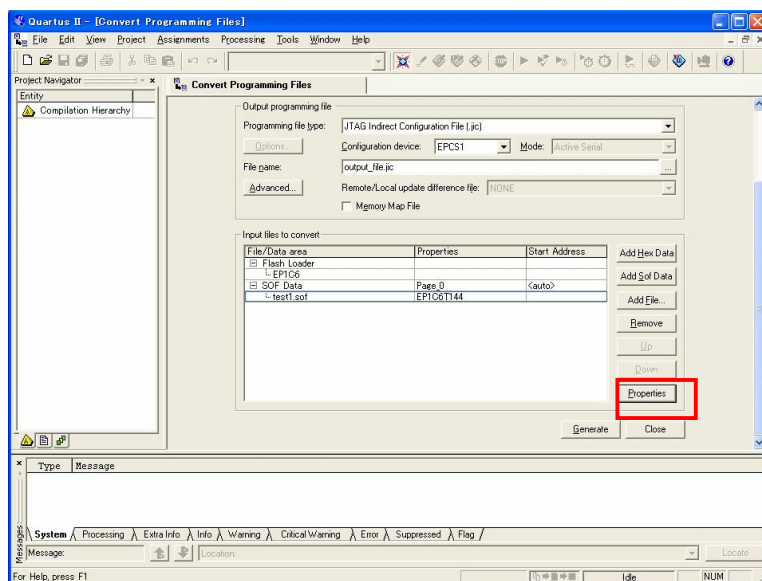 Quartus II - [Convert Programming Files]
File Edit View Project Assignments Processing Tools Window Help
Project Navigator
Entity
Compilation Hierarchy
Convert Programming Files
Output programming file
Programming file type: JTAG Indirect Configuration File (.jic)
Options... Configuration device: EPCS1 Mode: Active Serial
File name: output_file.jic ...
Advanced... Remote/Local update difference file: NONE
Memory Map File
Input files to convert
File/Data area Properties Start Address
Flash Loader
EP1C6
SOF Data Page_0 <auto>
test1.sof EP1C6T144
Add Hex Data
Add Sof Data
Add File...
Remove
Up
Down
Properties
Generate Close
Type Message
Messages
System Processing Extra Info Info Warning Critical Warning Error Suppressed Flag
Message: Location: Locate
For Help, press F1 Idle NUM